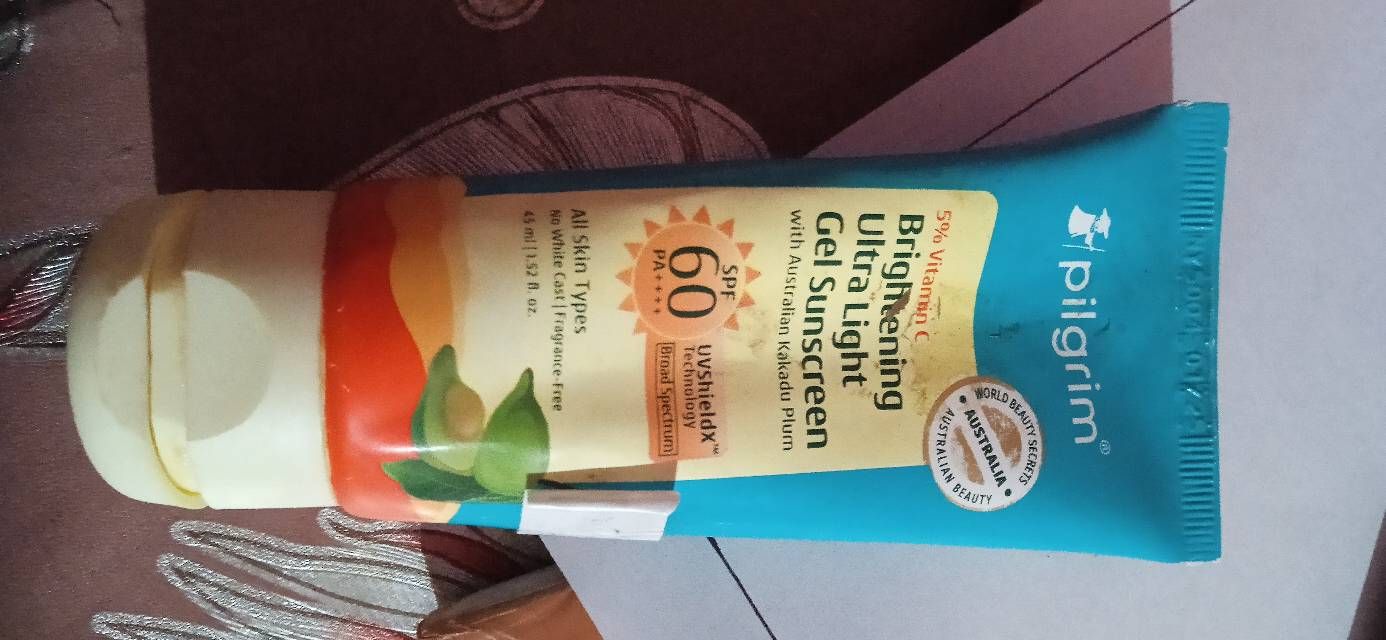 pilgrim®
WORLD BEAUTY SECRETS
AUSTRALIA
AUSTRALIAN BEAUTY
5% Vitamin C
Brightening
Ultra Light
Gel Sunscreen
with Australian Kakadu Plum
SPF
60
PA++++
UVShieldX™
Technology
Broad Spectrum
All Skin Types
No White Cast | Fragrance-Free
45 ml | 1.52 fl. oz.